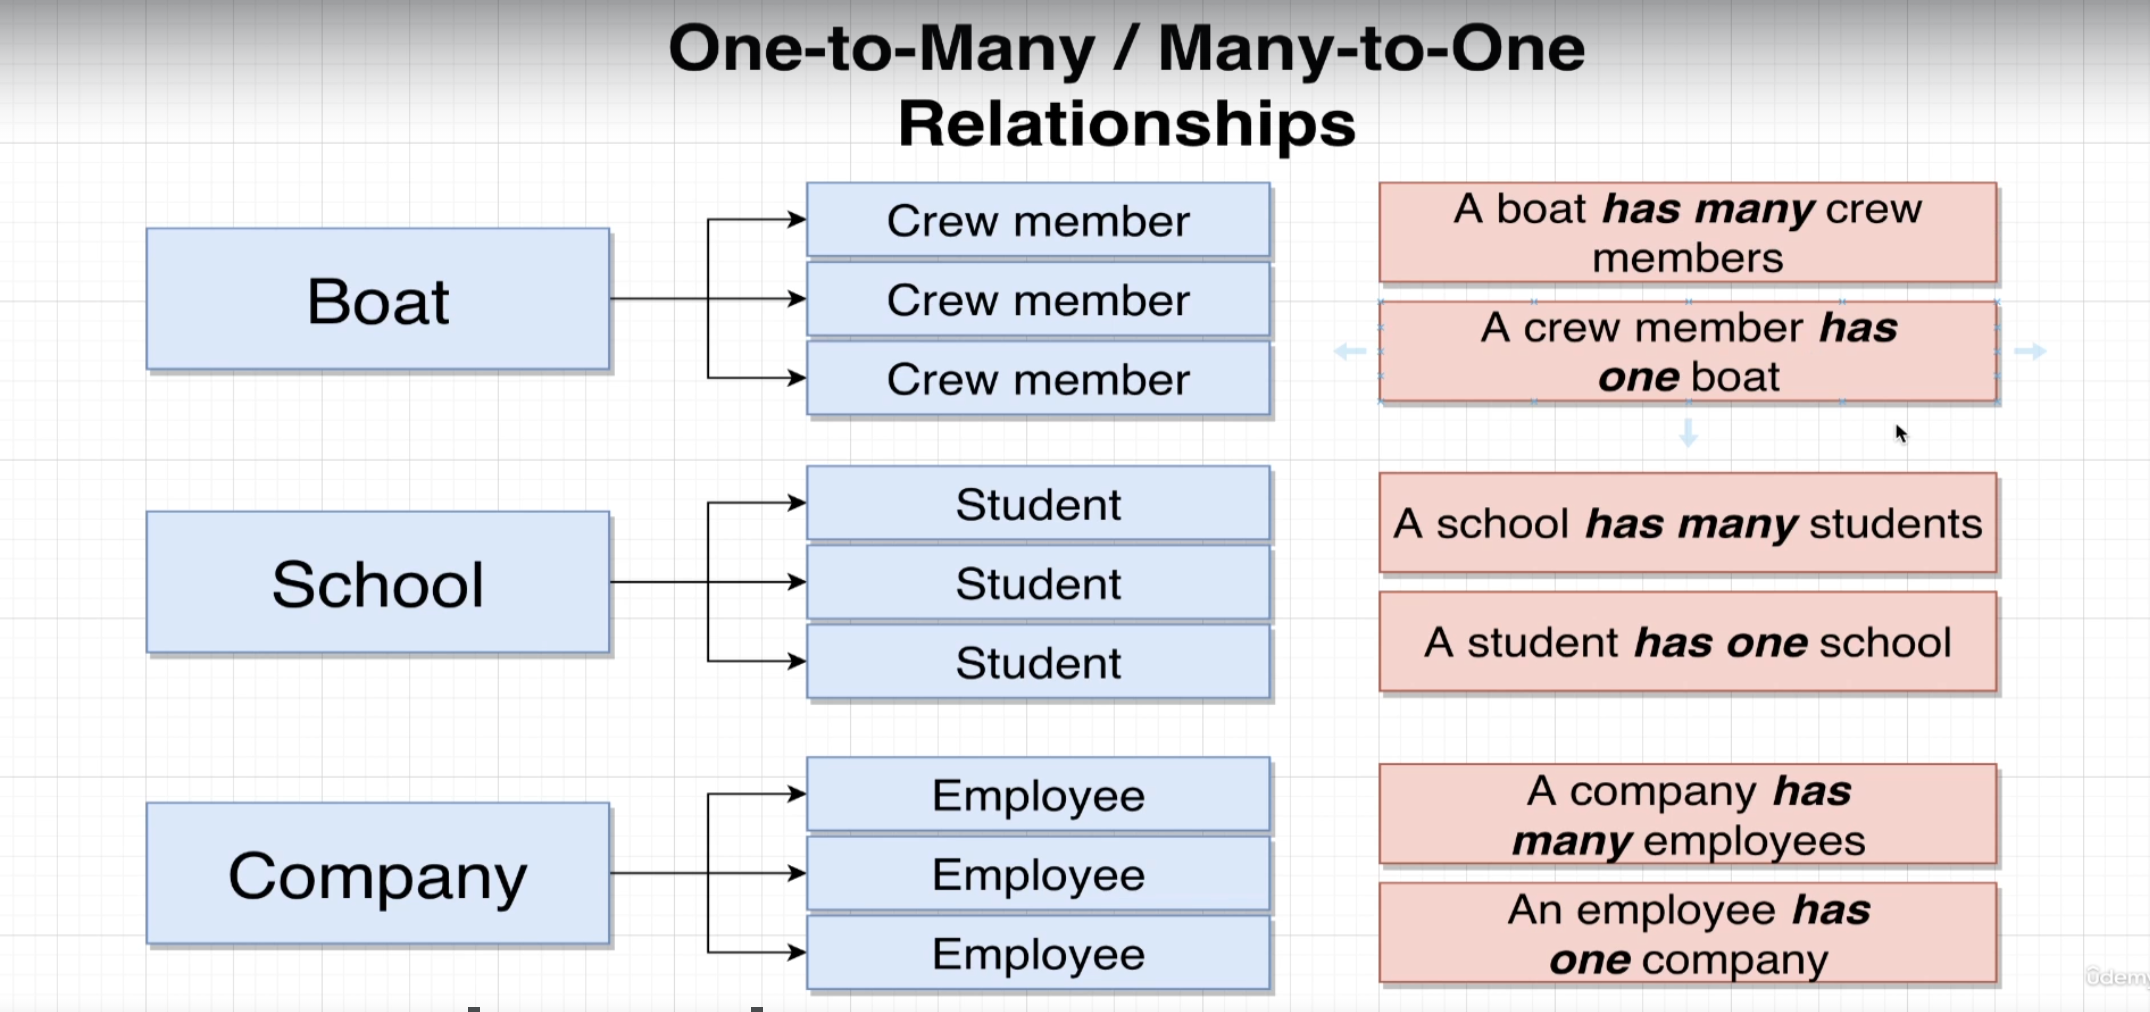 One-to-Many / Many-to-One
Relationships
Boat
Crew member
Crew member
Crew member
A boat has many crew
members
A crew member has
one boat
School
Student
Student
Student
A school has many students
A student has one school
Company
Employee
Employee
Employee
A company has
many employees
An employee has
one company
ûdemy